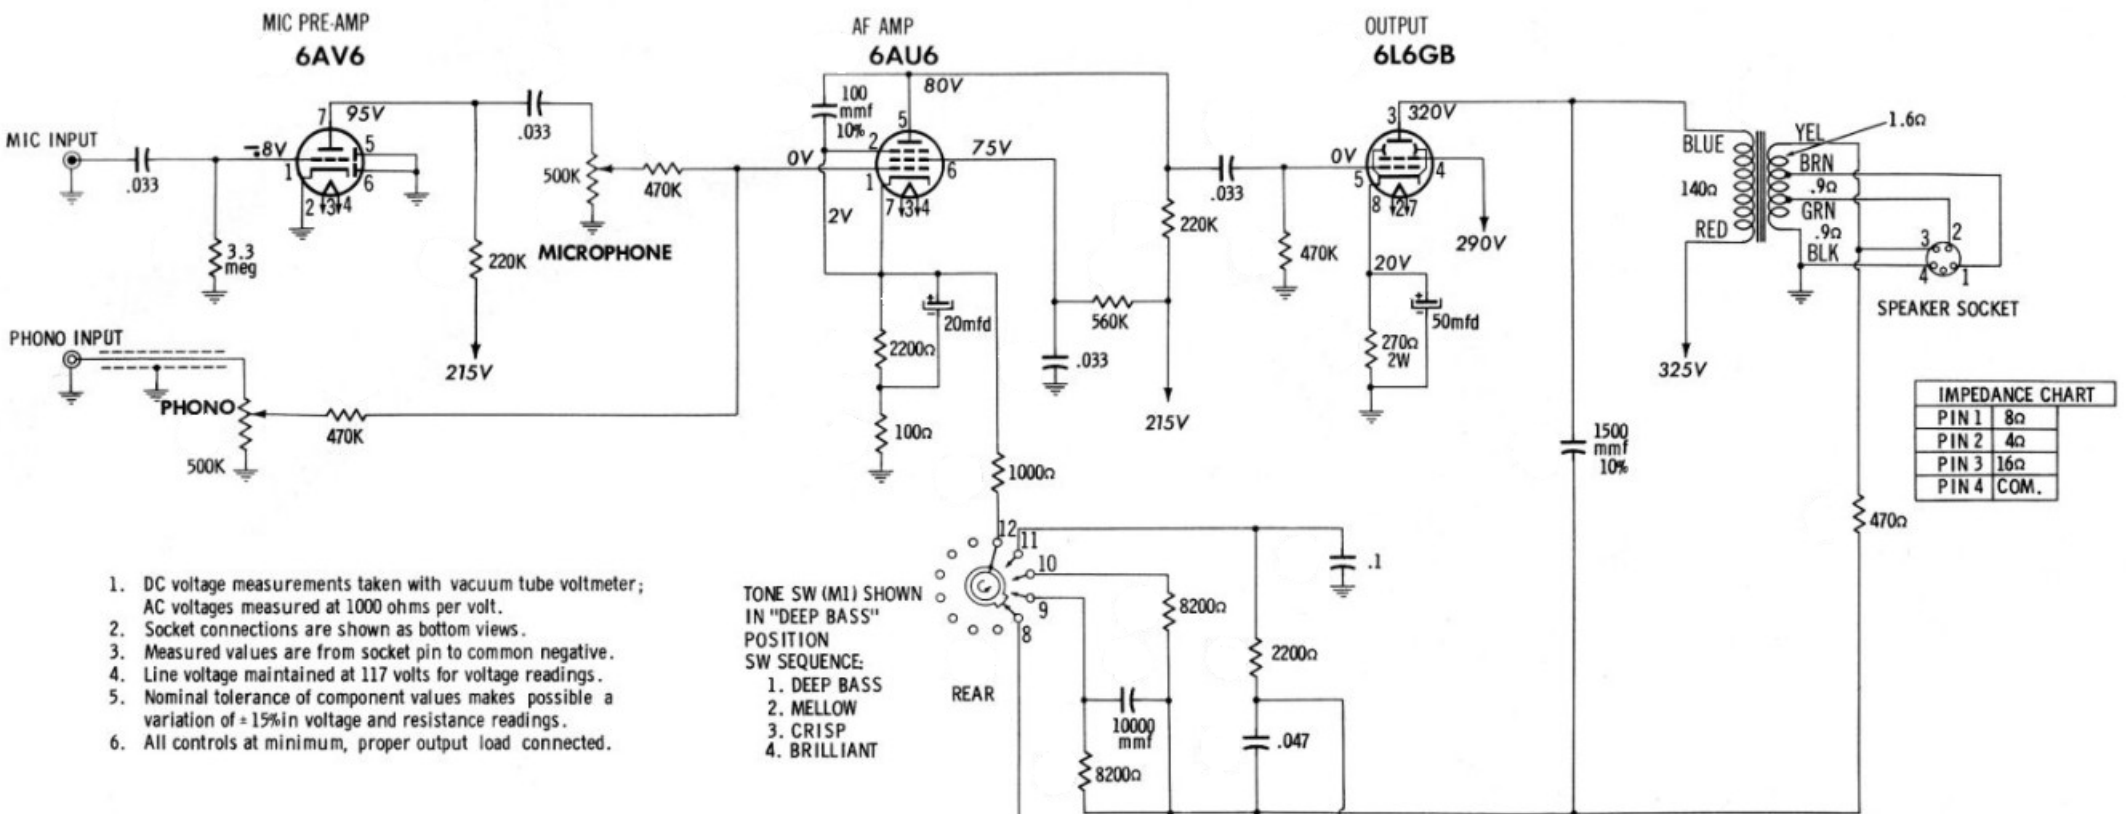 MIC PRE-AMP
6AV6
AF AMP
6AU6
OUTPUT
6L6GB
MIC INPUT
.033
-.8V
1
7
95V
5
6
2
3
4
3.3
meg
220K
215V
.033
500K
MICROPHONE
470K
PHONO INPUT
PHONO
500K
470K
100
mmf
10%
80V
5
0V
2
1
75V
6
7
3
4
2V
20mfd
2200Ω
100Ω
1000Ω
560K
.033
220K
215V
.033
470K
3
320V
0V
5
4
8
2
7
290V
20V
50mfd
270Ω
2W
1500
mmf
10%
BLUE
140Ω
RED
325V
YEL
1.6Ω
BRN
.9Ω
GRN
.9Ω
BLK
3
2
4
1
SPEAKER SOCKET
IMPEDANCE CHART
PIN 1 8Ω
PIN 2 4Ω
PIN 3 16Ω
PIN 4 COM.
470Ω
12
11
10
9
8
.1
8200Ω
2200Ω
10000
mmf
.047
8200Ω
REAR
TONE SW (M1) SHOWN
IN "DEEP BASS"
POSITION
SW SEQUENCE:
1. DEEP BASS
2. MELLOW
3. CRISP
4. BRILLIANT
1. DC voltage measurements taken with vacuum tube voltmeter;
AC voltages measured at 1000 ohms per volt.
2. Socket connections are shown as bottom views.
3. Measured values are from socket pin to common negative.
4. Line voltage maintained at 117 volts for voltage readings.
5. Nominal tolerance of component values makes possible a
variation of ± 15% in voltage and resistance readings.
6. All controls at minimum, proper output load connected.